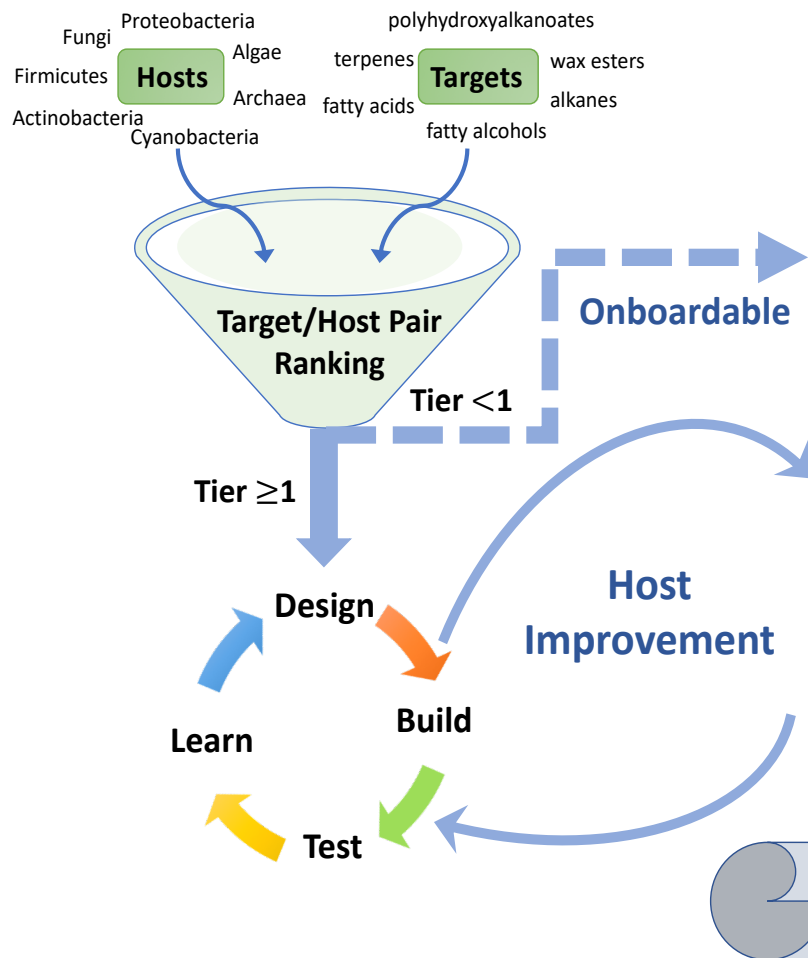 Proteobacteria
Fungi
Algae
Firmicutes
Hosts
Archaea
Actinobacteria
Cyanobacteria
polyhydroxyalkanoates
terpenes
wax esters
Targets
fatty acids
alkanes
fatty alcohols
Target/Host Pair
Ranking
Onboardable
Tier <1
Tier ≥1
Design
Host
Improvement
Build
Learn
Test